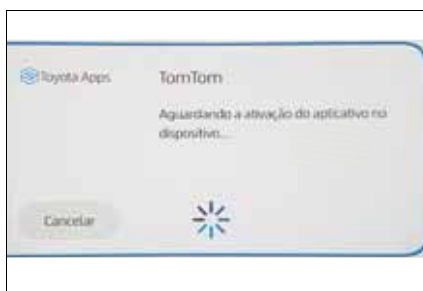 Toyota Apps
TomTom
Aguardando a ativação do aplicativo no
dispositivo...
Cancelar